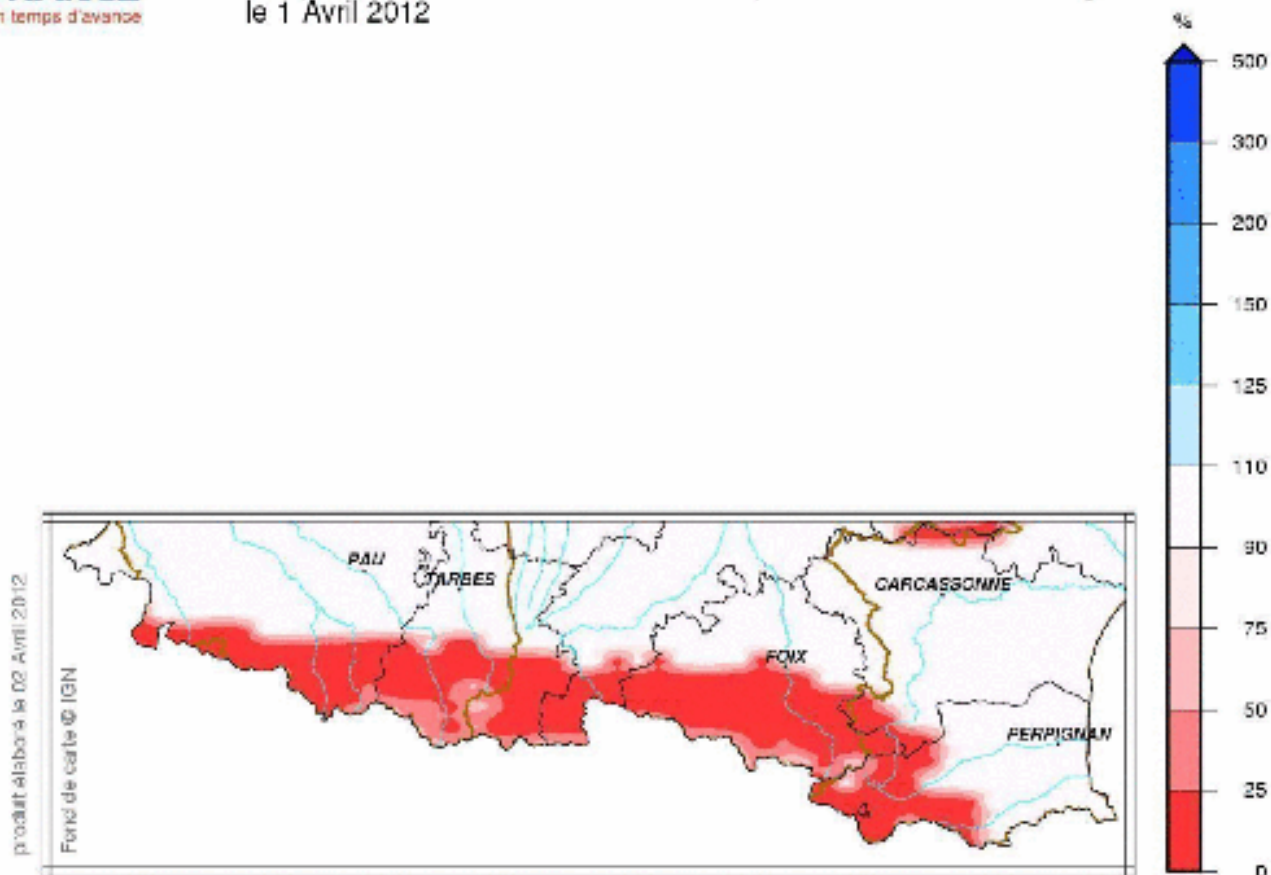 n temps d'avance
le 1 Avril 2012
%
500
300
200
150
125
110
90
75
50
25
0
PAU
TARBES
CARCASSONNE
FOIX
PERPIGNAN
produit élaboré le 02 Avril 2012
Fond de carte © IGN